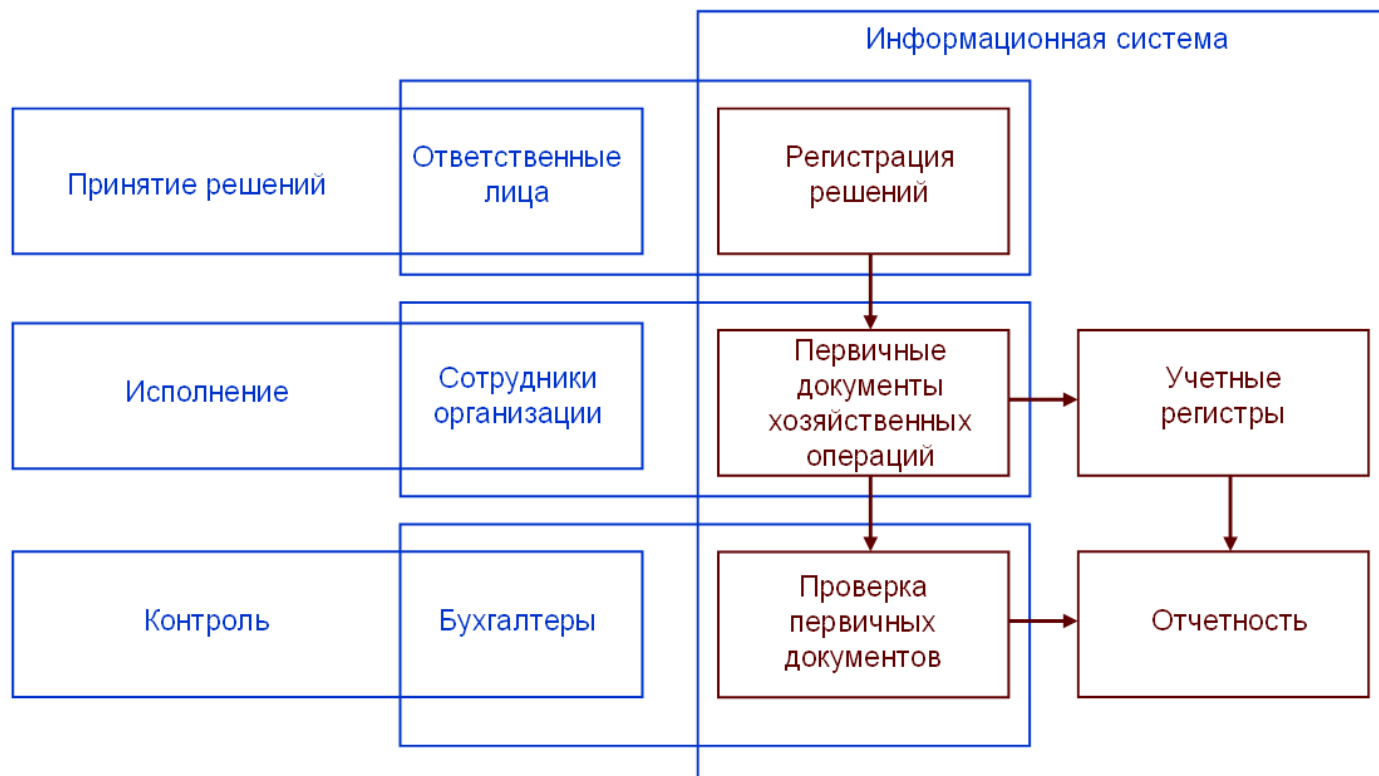 Информационная система
Принятие решений
Ответственные
лица
Регистрация
решений
Исполнение
Сотрудники
организации
Первичные
документы
хозяйственных
операций
Учетные
регистры
Контроль
Бухгалтеры
Проверка
первичных
документов
Отчетность